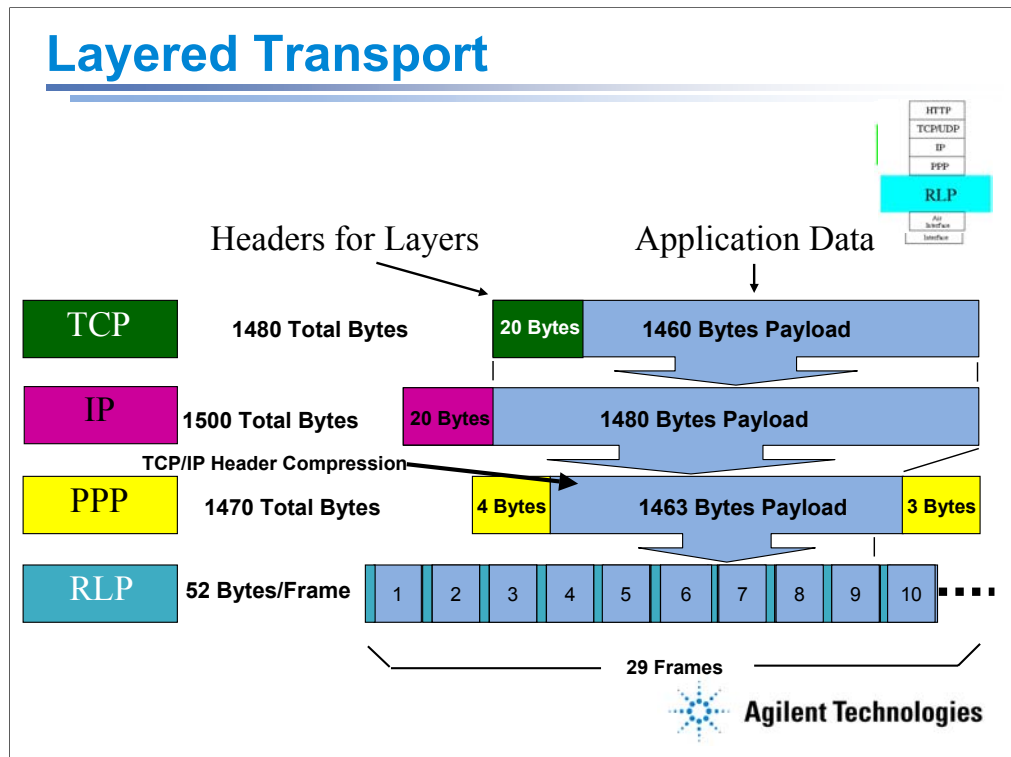 Layered Transport
HTTP
TCP/UDP
IP
PPP
RLP
Air
Interface
Interface
Headers for Layers
Application Data
TCP
1480 Total Bytes
20 Bytes
1460 Bytes Payload
IP
1500 Total Bytes
20 Bytes
1480 Bytes Payload
TCP/IP Header Compression
PPP
1470 Total Bytes
4 Bytes
1463 Bytes Payload
3 Bytes
RLP
52 Bytes/Frame
1 2 3 4 5 6 7 8 9 10
29 Frames
Agilent Technologies